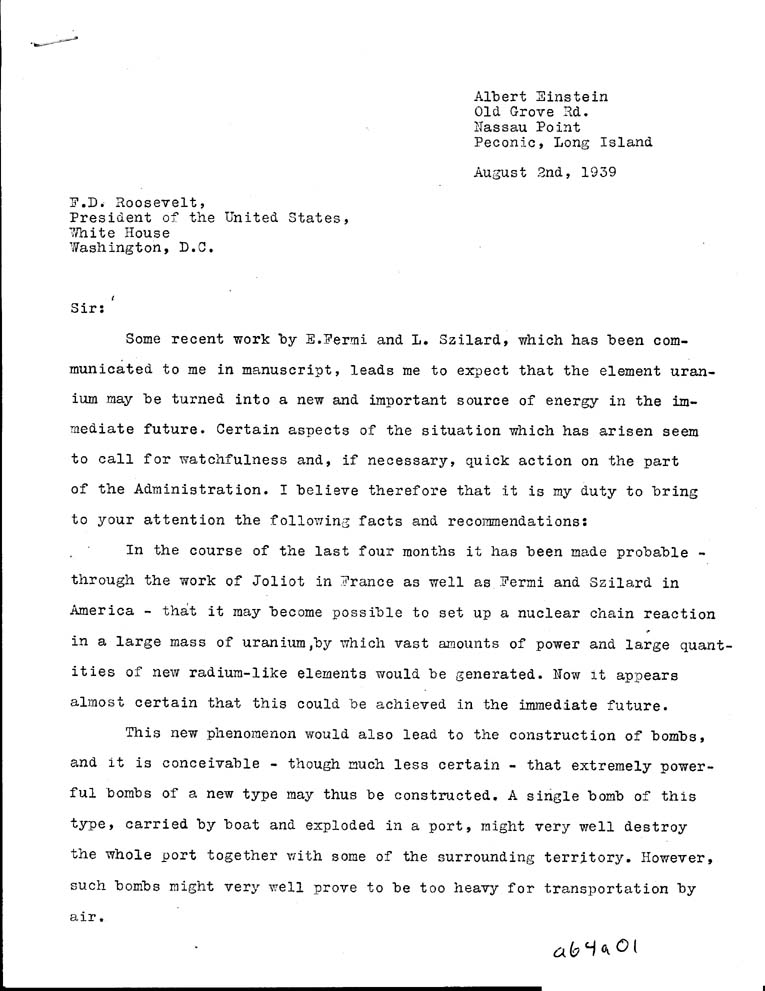 Albert Einstein
Old Grove Rd.
Nassau Point
Peconic, Long Island
August 2nd, 1939
F.D. Roosevelt,
President of the United States,
White House
Washington, D.C.
Sir:
Some recent work by E.Fermi and L. Szilard, which has been com-
municated to me in manuscript, leads me to expect that the element uran-
ium may be turned into a new and important source of energy in the im-
mediate future. Certain aspects of the situation which has arisen seem
to call for watchfulness and, if necessary, quick action on the part
of the Administration. I believe therefore that it is my duty to bring
to your attention the following facts and recommendations:
In the course of the last four months it has been made probable -
through the work of Joliot in France as well as Fermi and Szilard in
America - that it may become possible to set up a nuclear chain reaction
in a large mass of uranium,by which vast amounts of power and large quant-
ities of new radium-like elements would be generated. Now it appears
almost certain that this could be achieved in the immediate future.
This new phenomenon would also lead to the construction of bombs,
and it is conceivable - though much less certain - that extremely power-
ful bombs of a new type may thus be constructed. A single bomb of this
type, carried by boat and exploded in a port, might very well destroy
the whole port together with some of the surrounding territory. However,
such bombs might very well prove to be too heavy for transportation by
air.
a64a01